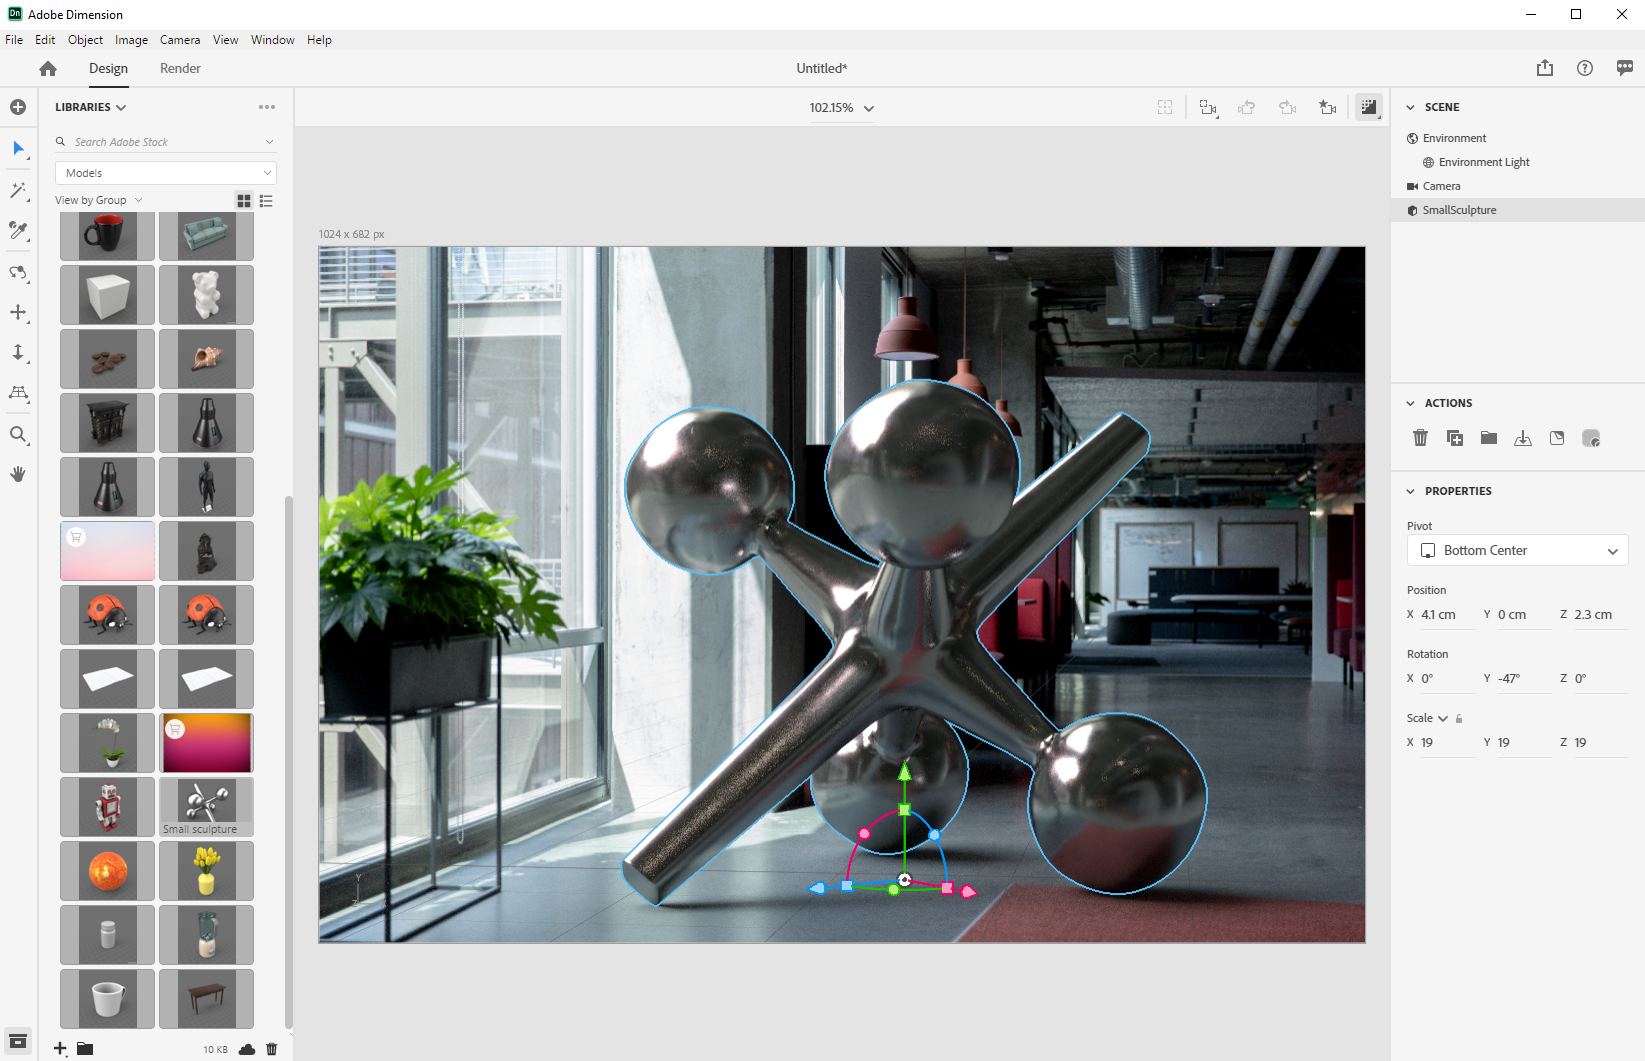 Dn Adobe Dimension
File Edit Object Image Camera View Window Help
Design Render Untitled*
LIBRARIES
102.15%
Search Adobe Stock
Models
View by Group
1024 x 682 px
Small sculpture
Y
Z
10 KB
SCENE
Environment
Environment Light
Camera
SmallSculpture
ACTIONS
PROPERTIES
Pivot
Bottom Center
Position
X 4.1 cm Y 0 cm Z 2.3 cm
Rotation
X 0° Y -47° Z 0°
Scale
X 19 Y 19 Z 19